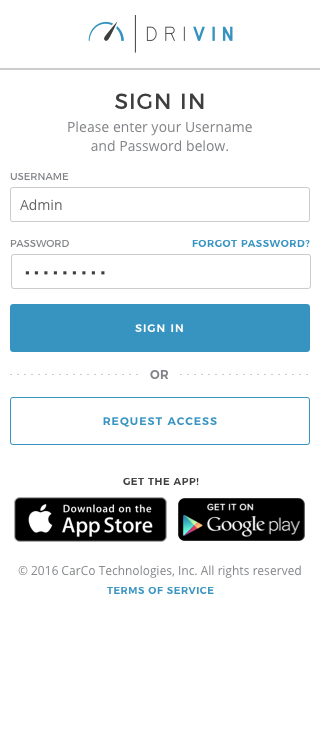 DRIVIN
SIGN IN
Please enter your Username
and Password below.
USERNAME
Admin
PASSWORD FORGOT PASSWORD?
SIGN IN
OR
REQUEST ACCESS
GET THE APP!
Download on the
App Store
GET IT ON
Google play
© 2016 CarCo Technologies, Inc. All rights reserved
TERMS OF SERVICE